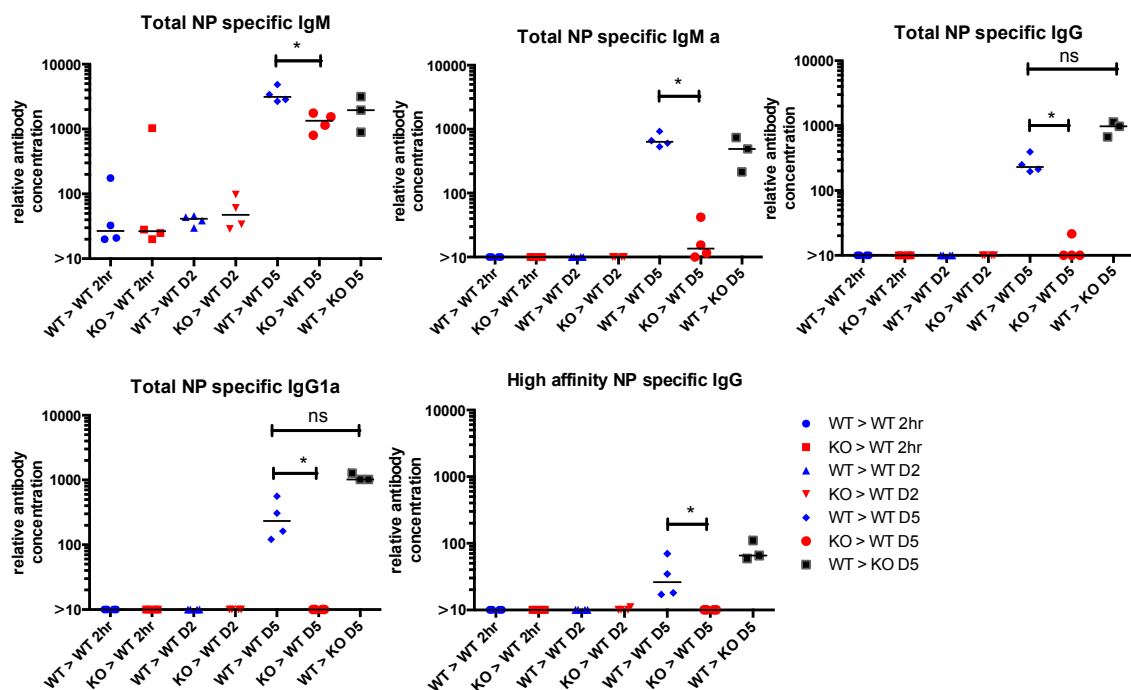 Total NP specific IgM
*
10000
1000
100
>10
relative antibody
concentration
WT > WT 2hr
KO > WT 2hr
WT > WT D2
KO > WT D2
WT > WT D5
KO > WT D5
WT > KO D5
Total NP specific IgM a
*
10000
1000
100
>10
relative antibody
concentration
WT > WT 2hr
KO > WT 2hr
WT > WT D2
KO > WT D2
WT > WT D5
KO > WT D5
WT > KO D5
Total NP specific IgG
ns
*
10000
1000
100
>10
relative antibody
concentration
WT > WT 2hr
KO > WT 2hr
WT > WT D2
KO > WT D2
WT > WT D5
KO > WT D5
WT > KO D5
Total NP specific IgG1a
ns
*
10000
1000
100
>10
relative antibody
concentration
WT > WT 2hr
KO > WT 2hr
WT > WT D2
KO > WT D2
WT > WT D5
KO > WT D5
WT > KO D5
High affinity NP specific IgG
*
10000
1000
100
>10
relative antibody
concentration
WT > WT 2hr
KO > WT 2hr
WT > WT D2
KO > WT D2
WT > WT D5
KO > WT D5
WT > KO D5
WT > WT 2hr
KO > WT 2hr
WT > WT D2
KO > WT D2
WT > WT D5
KO > WT D5
WT > KO D5